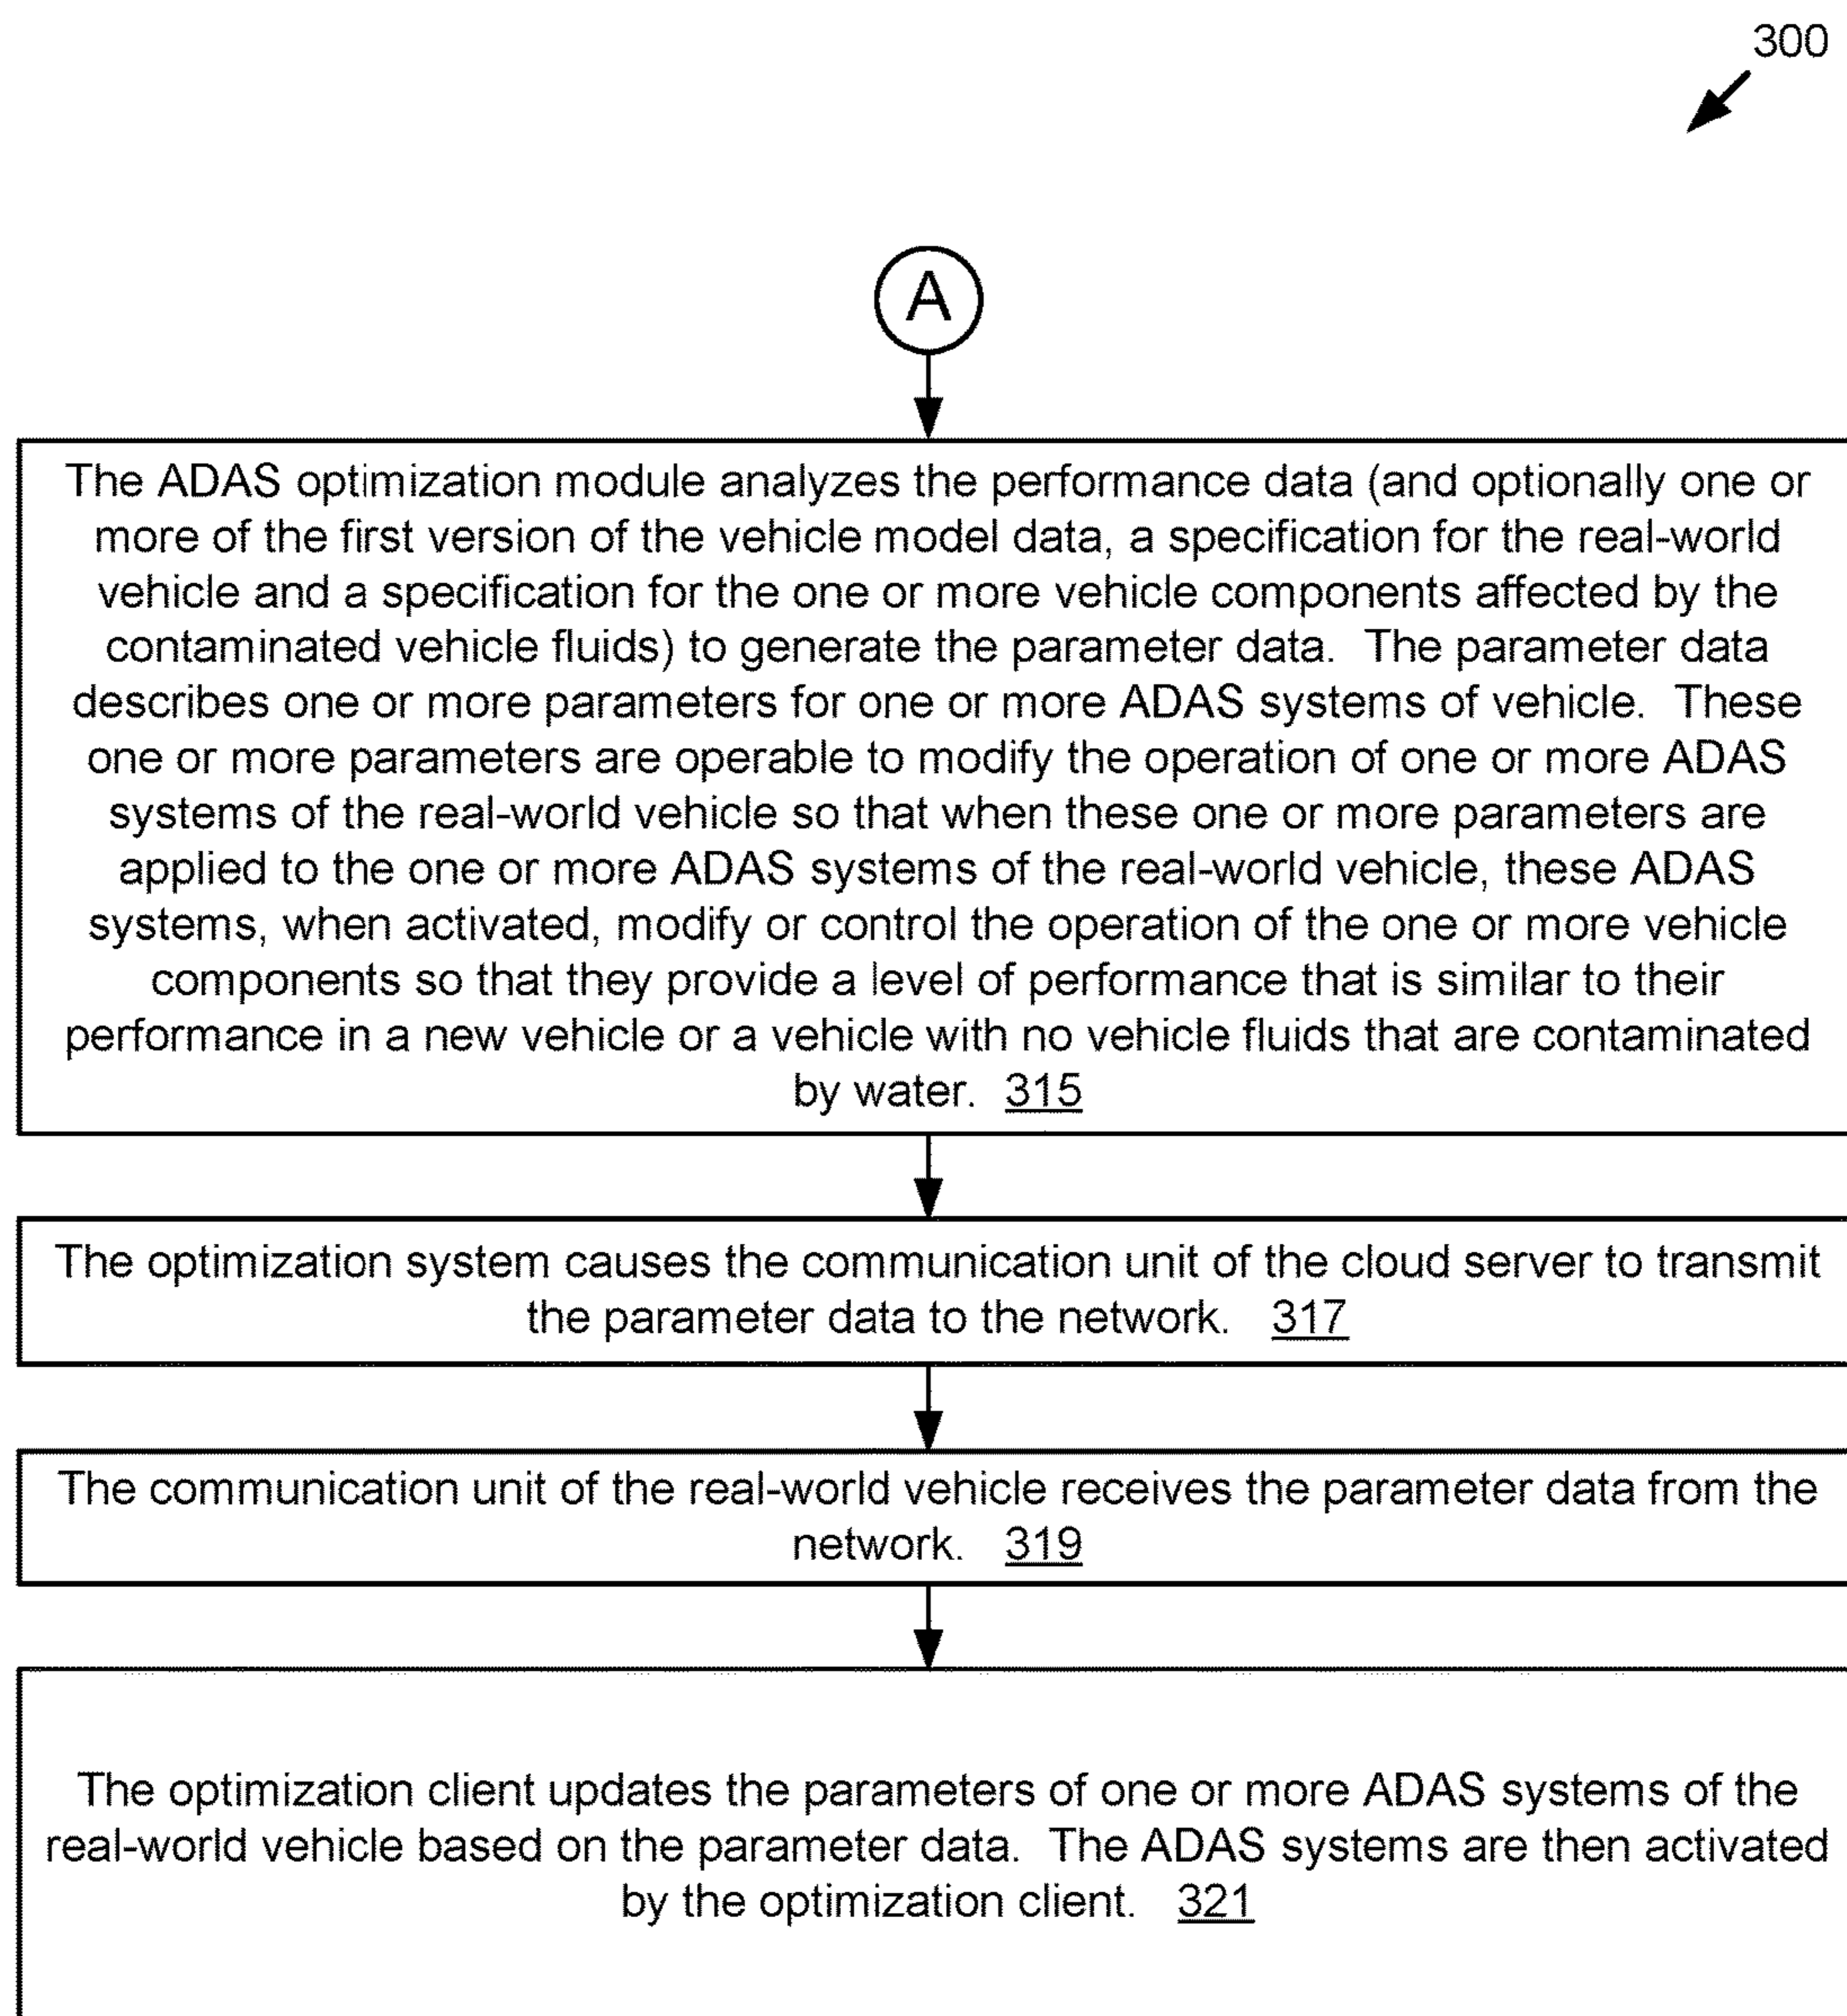 300
A
The ADAS optimization module analyzes the performance data (and optionally one or
more of the first version of the vehicle model data, a specification for the real-world
vehicle and a specification for the one or more vehicle components affected by the
contaminated vehicle fluids) to generate the parameter data. The parameter data
describes one or more parameters for one or more ADAS systems of vehicle. These
one or more parameters are operable to modify the operation of one or more ADAS
systems of the real-world vehicle so that when these one or more parameters are
applied to the one or more ADAS systems of the real-world vehicle, these ADAS
systems, when activated, modify or control the operation of the one or more vehicle
components so that they provide a level of performance that is similar to their
performance in a new vehicle or a vehicle with no vehicle fluids that are contaminated
by water. 315
The optimization system causes the communication unit of the cloud server to transmit
the parameter data to the network. 317
The communication unit of the real-world vehicle receives the parameter data from the
network. 319
The optimization client updates the parameters of one or more ADAS systems of the
real-world vehicle based on the parameter data. The ADAS systems are then activated
by the optimization client. 321